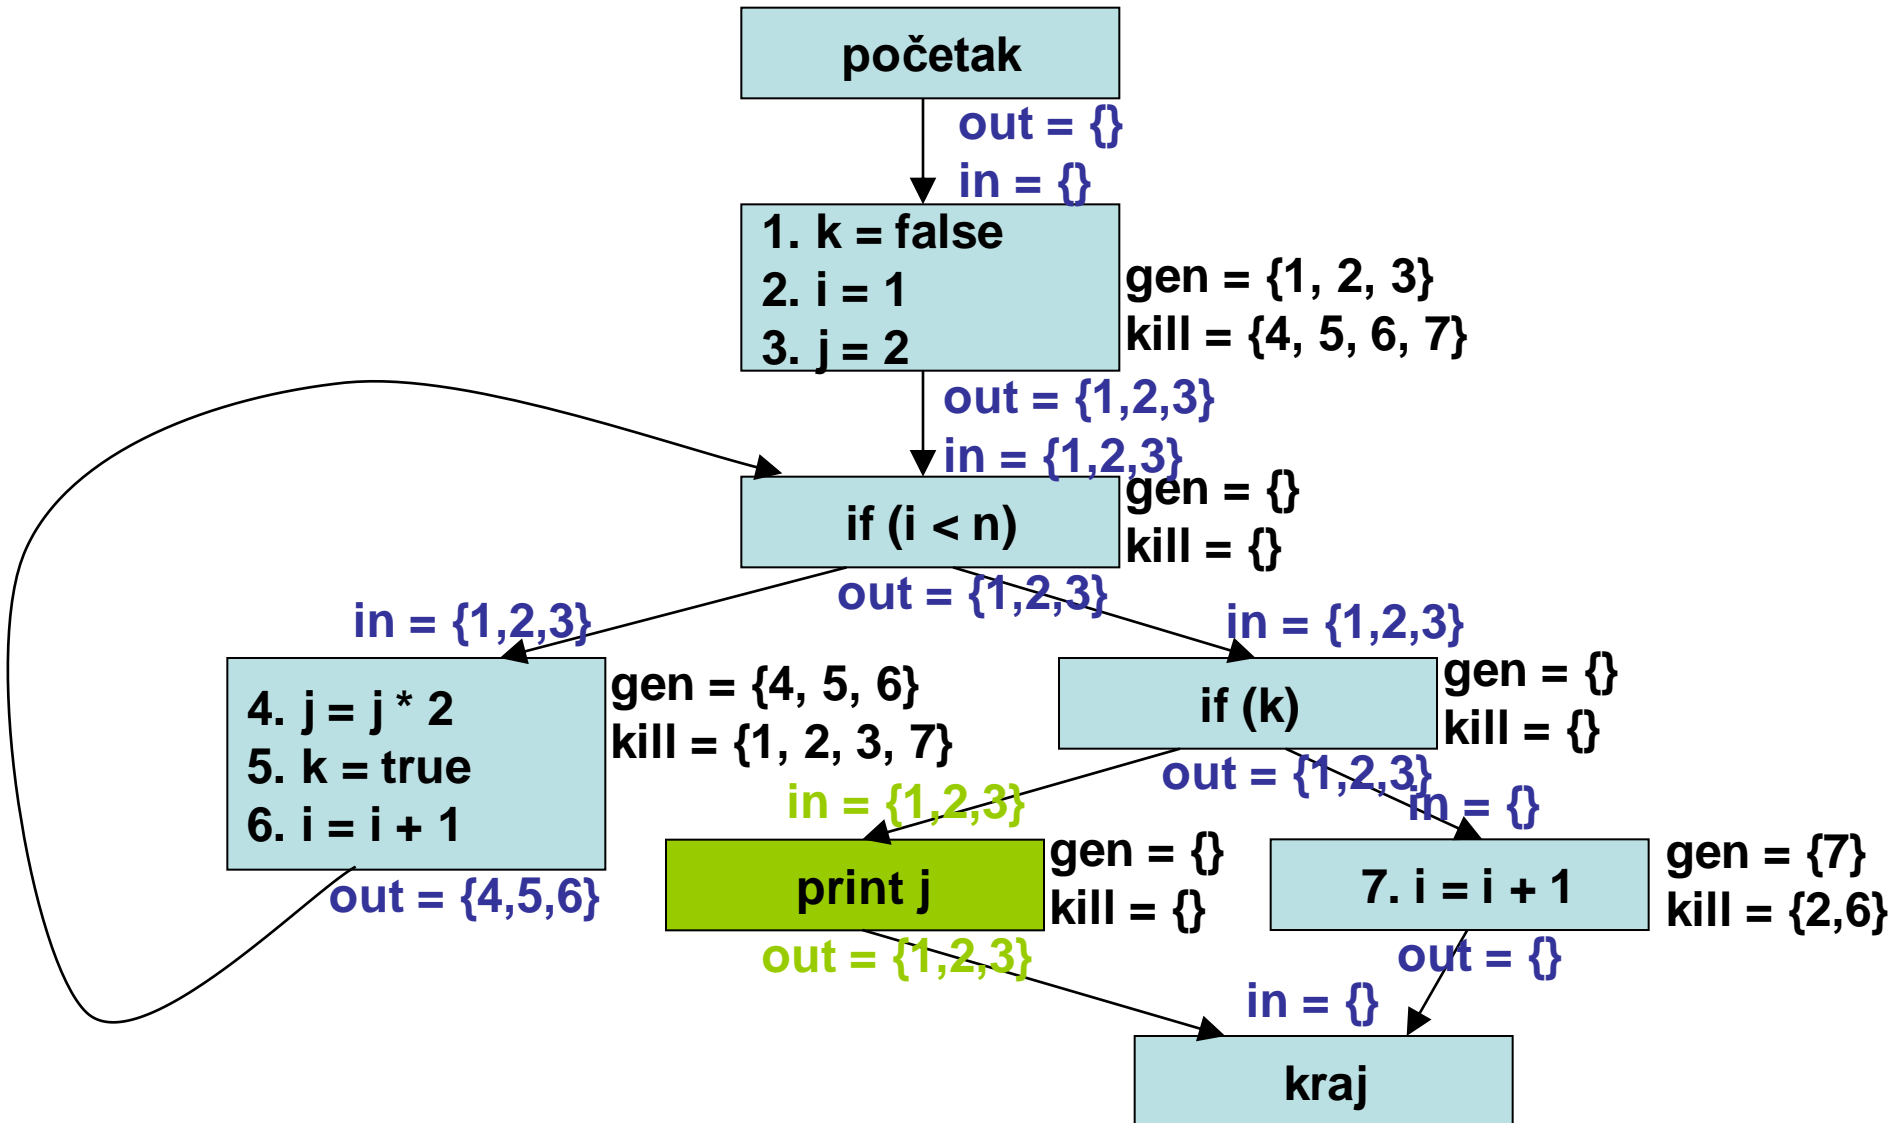 početak
out = {}
in = {}
1. k = false
2. i = 1
3. j = 2
gen = {1, 2, 3}
kill = {4, 5, 6, 7}
out = {1,2,3}
in = {1,2,3}
if (i < n)
gen = {}
kill = {}
out = {1,2,3}
in = {1,2,3}
in = {1,2,3}
4. j = j * 2
5. k = true
6. i = i + 1
gen = {4, 5, 6}
kill = {1, 2, 3, 7}
out = {4,5,6}
if (k)
gen = {}
kill = {}
out = {1,2,3}
in = {1,2,3}
in = {}
print j
gen = {}
kill = {}
out = {1,2,3}
7. i = i + 1
gen = {7}
kill = {2,6}
out = {}
in = {}
kraj